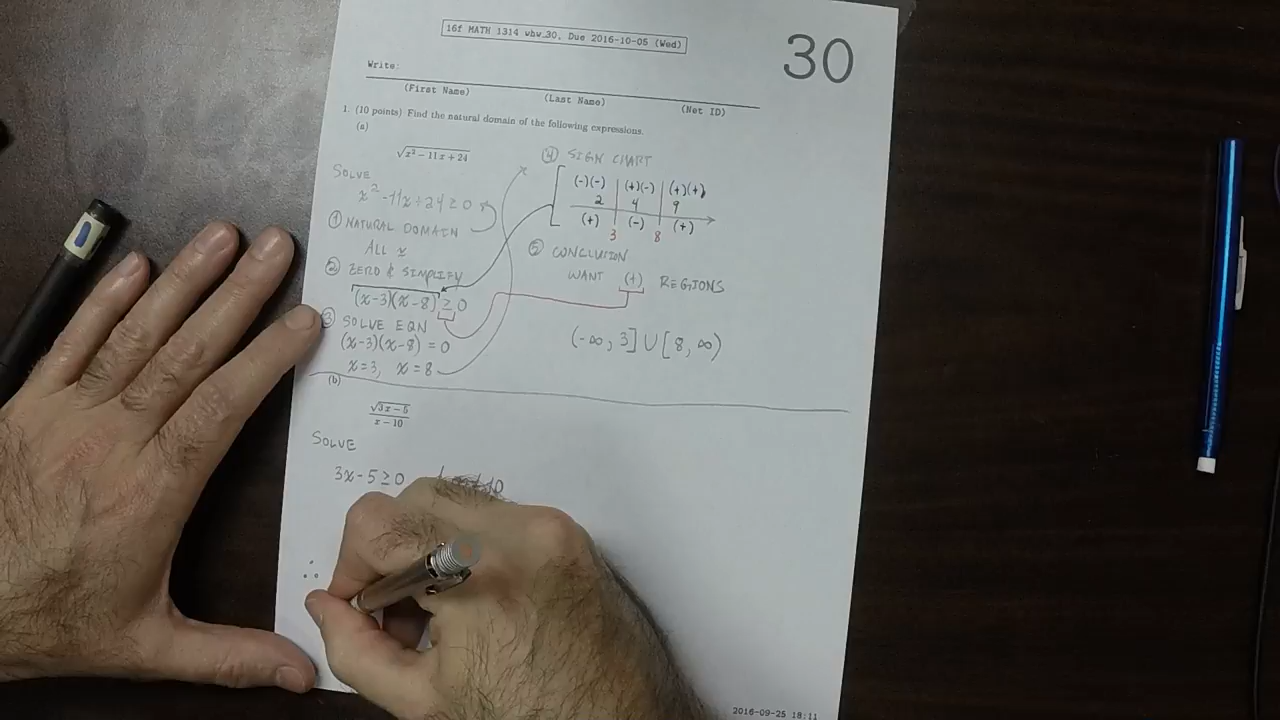 16f MATH 1314 wbw_30, Due 2016-10-05 (Wed)
30
Write:
(First Name) (Last Name) (Net ID)
1. (10 points) Find the natural domain of the following expressions.
(a)
√(x² − 11x + 24)
SOLVE
x² - 11x + 24 ≥ 0
① NATURAL DOMAIN
ALL x
② ZERO & SIMPLIFY
(x-3)(x-8) ≥ 0
③ SOLVE EQN
(x-3)(x-8) = 0
x = 3, x = 8
④ SIGN CHART
(-)(-) (+)(-) (+)(+)
2 4 9
(+) (-) (+)
3 8
⑤ CONCLUSION
WANT (+) REGIONS
(-∞, 3] ∪ [8, ∞)
(b)
√(3x − 5)
x − 10
SOLVE
3x - 5 ≥ 0
∴
2016-09-25 18:11